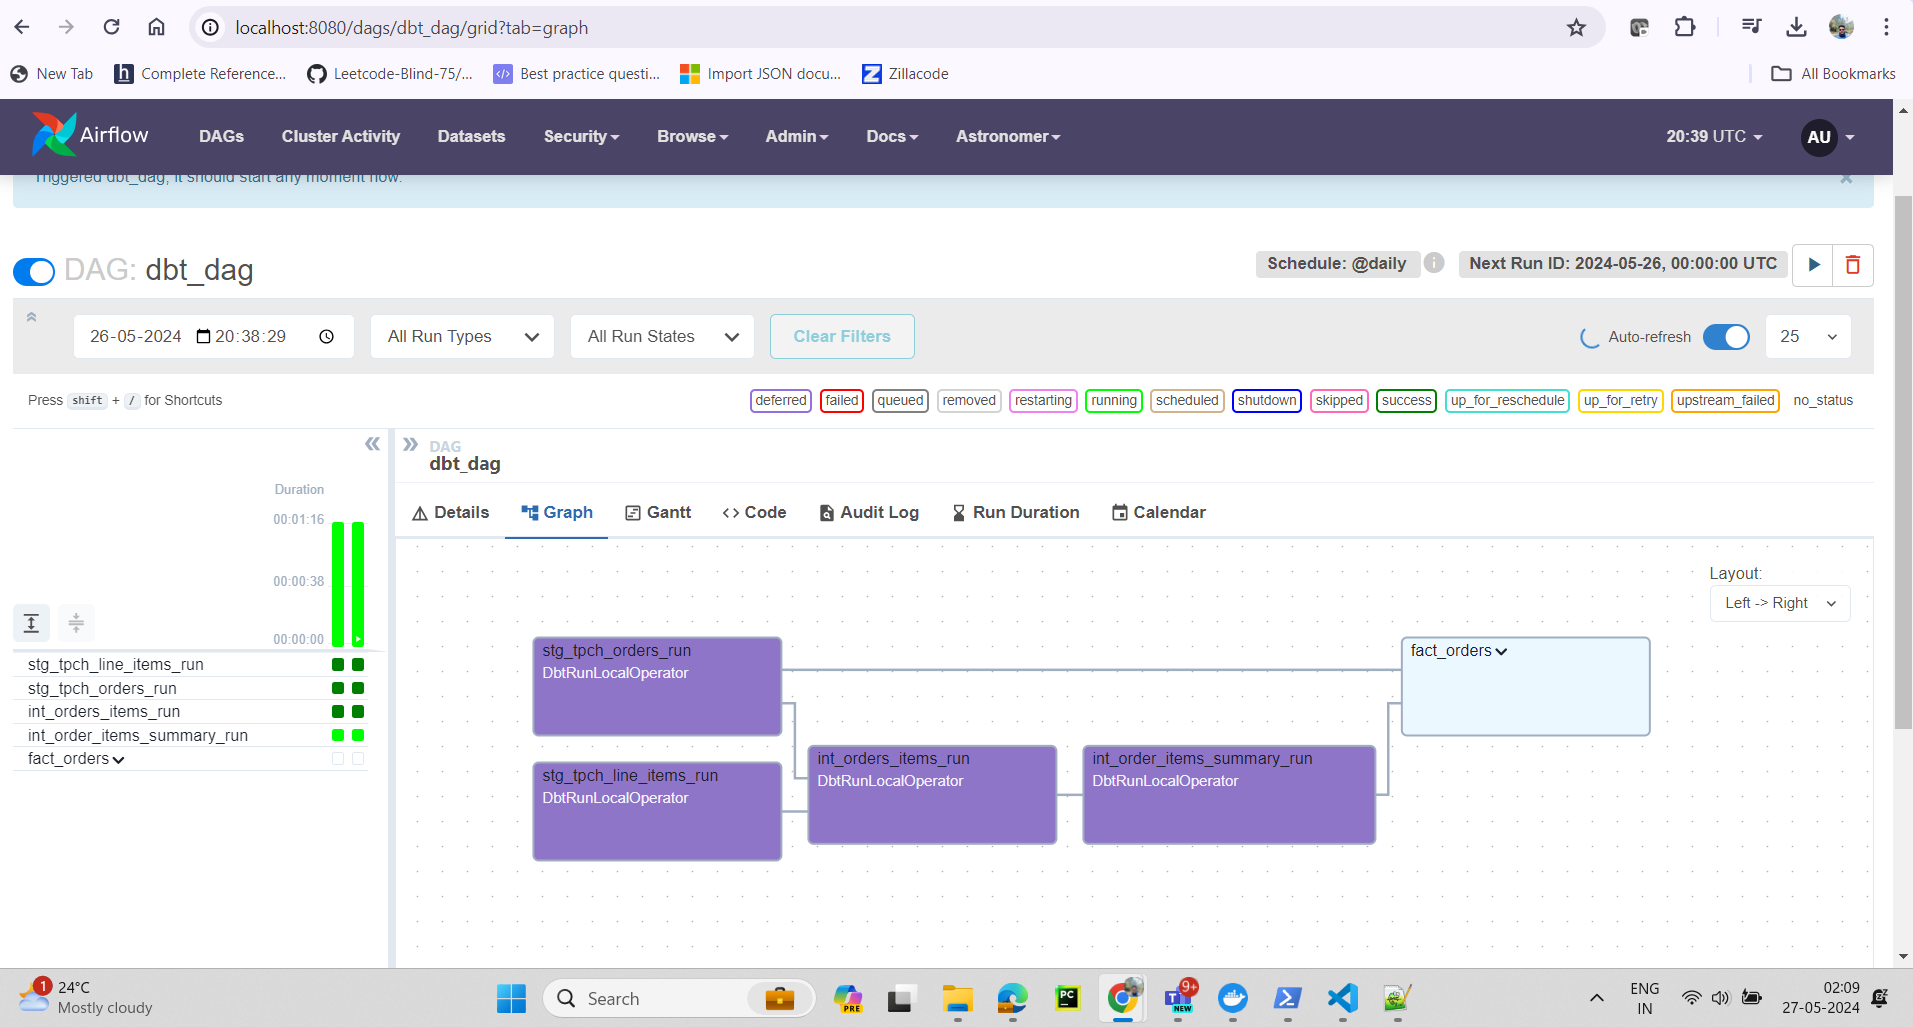 localhost:8080/dags/dbt_dag/grid?tab=graph
New Tab
Complete Reference...
Leetcode-Blind-75/...
Best practice questi...
Import JSON docu...
Zillacode
All Bookmarks
Airflow
DAGs
Cluster Activity
Datasets
Security
Browse
Admin
Docs
Astronomer
20:39 UTC
AU
Triggered dbt_dag, it should start any moment now.
DAG: dbt_dag
Schedule: @daily
Next Run ID: 2024-05-26, 00:00:00 UTC
26-05-2024 20:38:29
All Run Types
All Run States
Clear Filters
Auto-refresh
25
Press shift + / for Shortcuts
deferred
failed
queued
removed
restarting
running
scheduled
shutdown
skipped
success
up_for_reschedule
up_for_retry
upstream_failed
no_status
Duration
00:01:16
00:00:38
00:00:00
stg_tpch_line_items_run
stg_tpch_orders_run
int_orders_items_run
int_order_items_summary_run
fact_orders
DAG
dbt_dag
Details
Graph
Gantt
Code
Audit Log
Run Duration
Calendar
Layout:
Left -> Right
stg_tpch_orders_run
DbtRunLocalOperator
stg_tpch_line_items_run
DbtRunLocalOperator
int_orders_items_run
DbtRunLocalOperator
int_order_items_summary_run
DbtRunLocalOperator
fact_orders
1
24°C
Mostly cloudy
Search
PRE
PC
9+
NEW
ENG
IN
02:09
27-05-2024